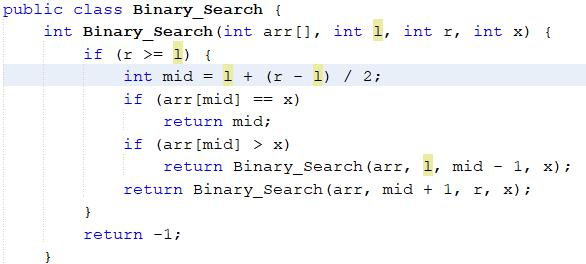 public class Binary_Search {
    int Binary_Search(int arr[], int l, int r, int x) {
        if (r >= l) {
            int mid = l + (r - l) / 2;
            if (arr[mid] == x)
                return mid;
            if (arr[mid] > x)
                return Binary_Search(arr, l, mid - 1, x);
            return Binary_Search(arr, mid + 1, r, x);
        }
        return -1;
    }